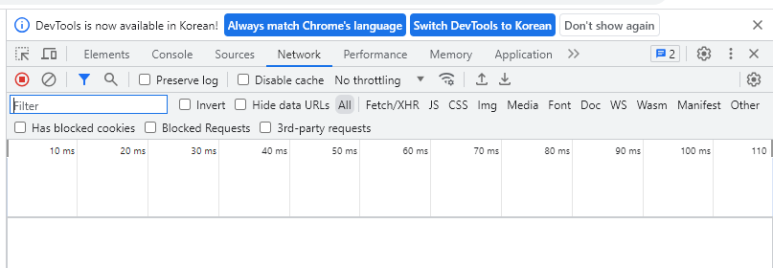 DevTools is now available in Korean! Always match Chrome's language Switch DevTools to Korean Don't show again
Elements Console Sources Network Performance Memory Application 2
Preserve log Disable cache No throttling
Filter Invert Hide data URLs All Fetch/XHR JS CSS Img Media Font Doc WS Wasm Manifest Other
Has blocked cookies Blocked Requests 3rd-party requests
10 ms 20 ms 30 ms 40 ms 50 ms 60 ms 70 ms 80 ms 90 ms 100 ms 110